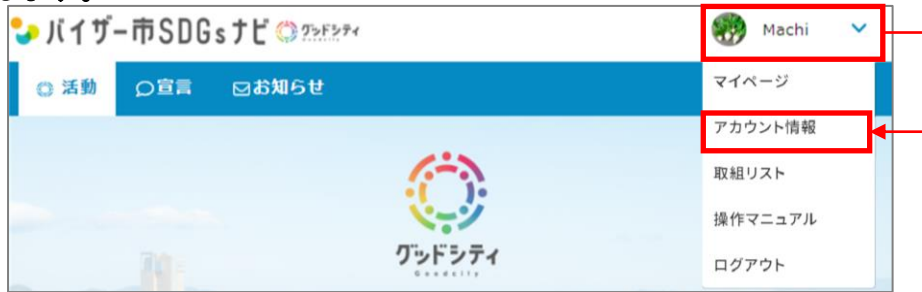 します。
バイザー市SDGsナビ グッドシティ
Machi
活動 宣言 お知らせ
マイページ
アカウント情報
取組リスト
操作マニュアル
ログアウト
グッドシティ
Goodcity